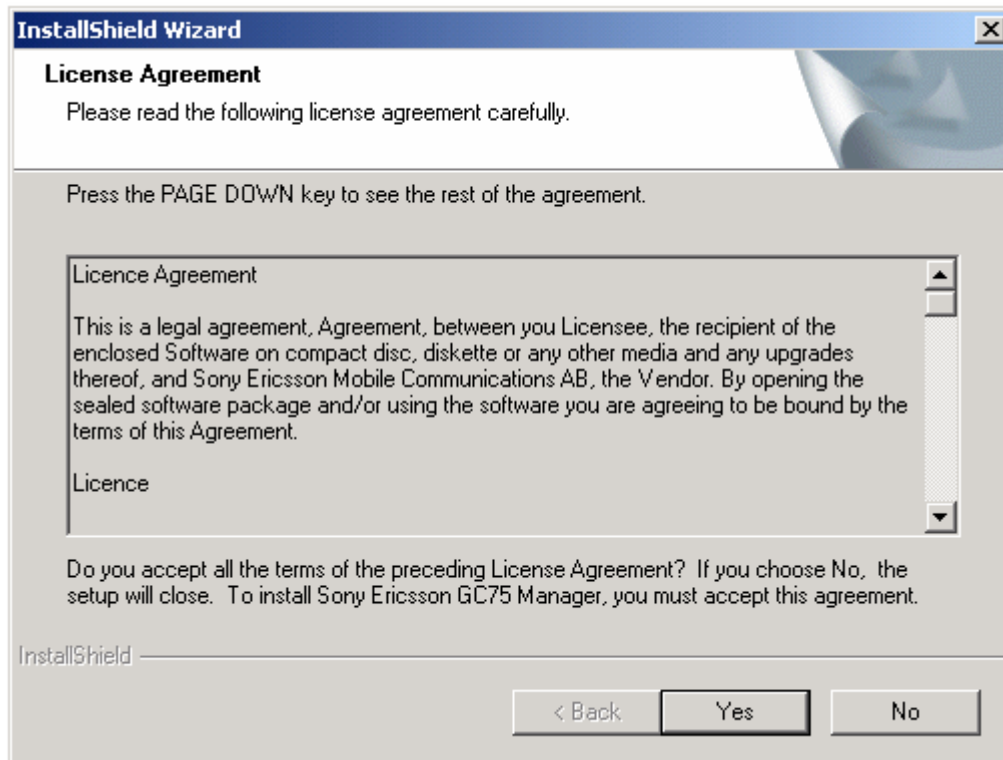 InstallShield Wizard
License Agreement
Please read the following license agreement carefully.
Press the PAGE DOWN key to see the rest of the agreement.
Licence Agreement
This is a legal agreement, Agreement, between you Licensee, the recipient of the
enclosed Software on compact disc, diskette or any other media and any upgrades
thereof, and Sony Ericsson Mobile Communications AB, the Vendor. By opening the
sealed software package and/or using the software you are agreeing to be bound by the
terms of this Agreement.
Licence
Do you accept all the terms of the preceding License Agreement?  If you choose No,  the
setup will close.  To install Sony Ericsson GC75 Manager, you must accept this agreement.
InstallShield
< Back Yes No